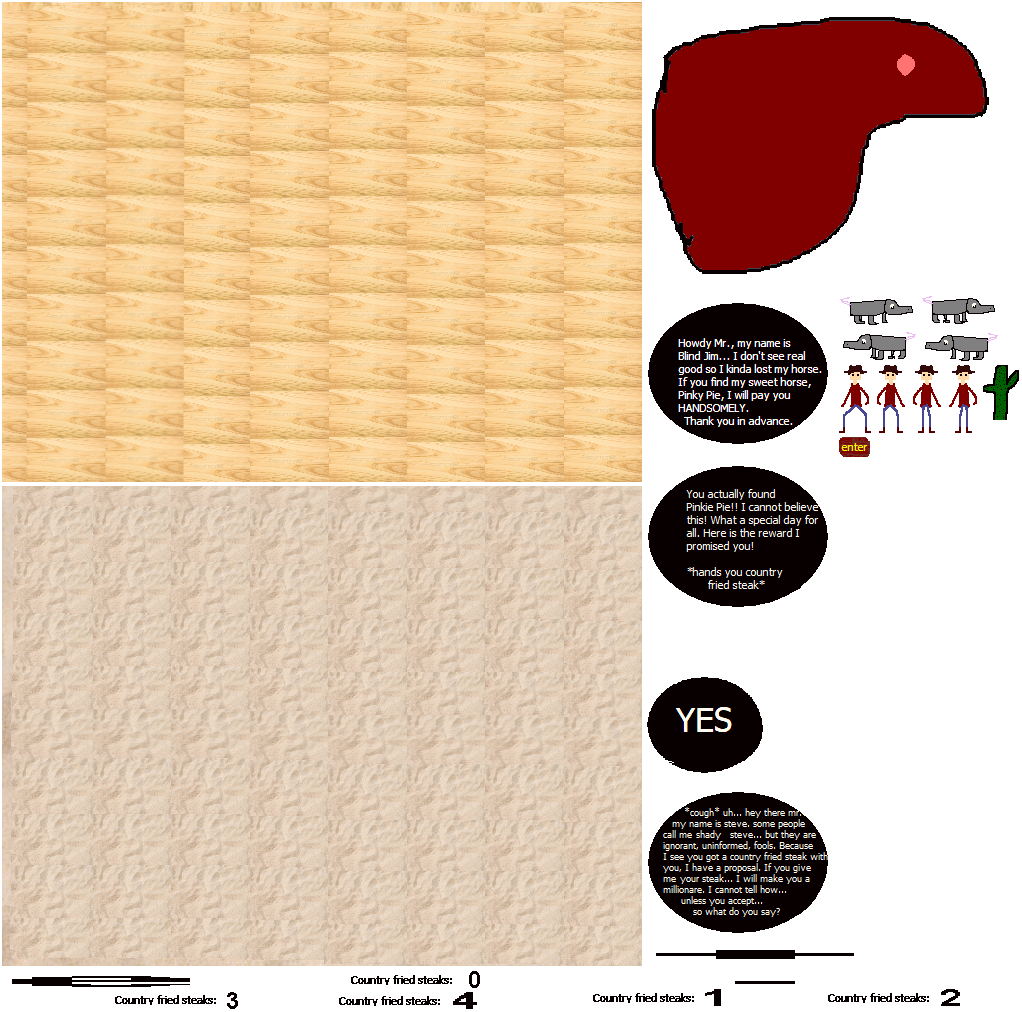 Howdy Mr., my name is
Blind Jim... I don't see real
good so I kinda lost my horse.
If you find my sweet horse,
Pinky Pie, I will pay you
HANDSOMELY.
Thank you in advance.
enter
You actually found
Pinkie Pie!! I cannot believe
this! What a special day for
all. Here is the reward I
promised you!
*hands you country
fried steak*
YES
*cough* uh... hey there mr.
my name is steve. some people
call me shady steve... but they are
ignorant, uninformed, fools. Because
I see you got a country fried steak with
you, I have a proposal. If you give
me your steak... I will make you a
millionare. I cannot tell how...
unless you accept...
so what do you say?
Country fried steaks: 0
Country fried steaks: 3
Country fried steaks: 4
Country fried steaks: 1
Country fried steaks: 2